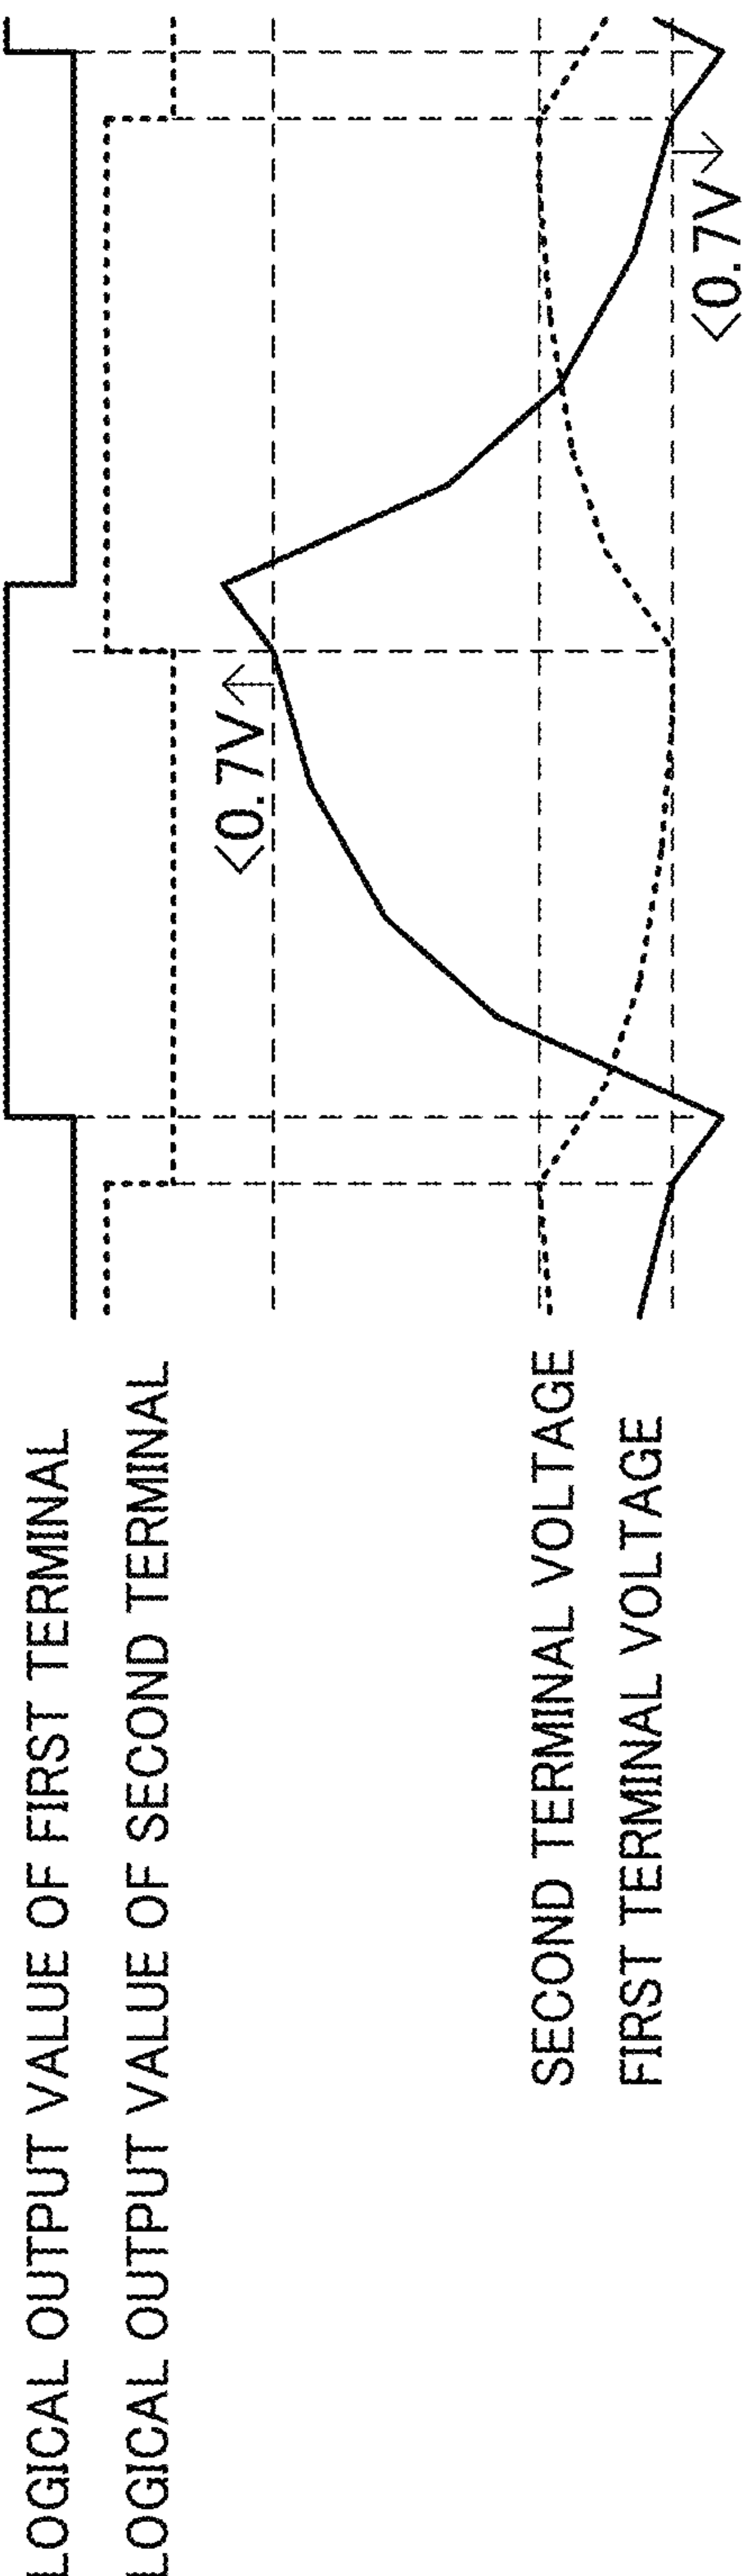 LOGICAL OUTPUT VALUE OF FIRST TERMINAL
LOGICAL OUTPUT VALUE OF SECOND TERMINAL
<0.7V
SECOND TERMINAL VOLTAGE
FIRST TERMINAL VOLTAGE
<0.7V